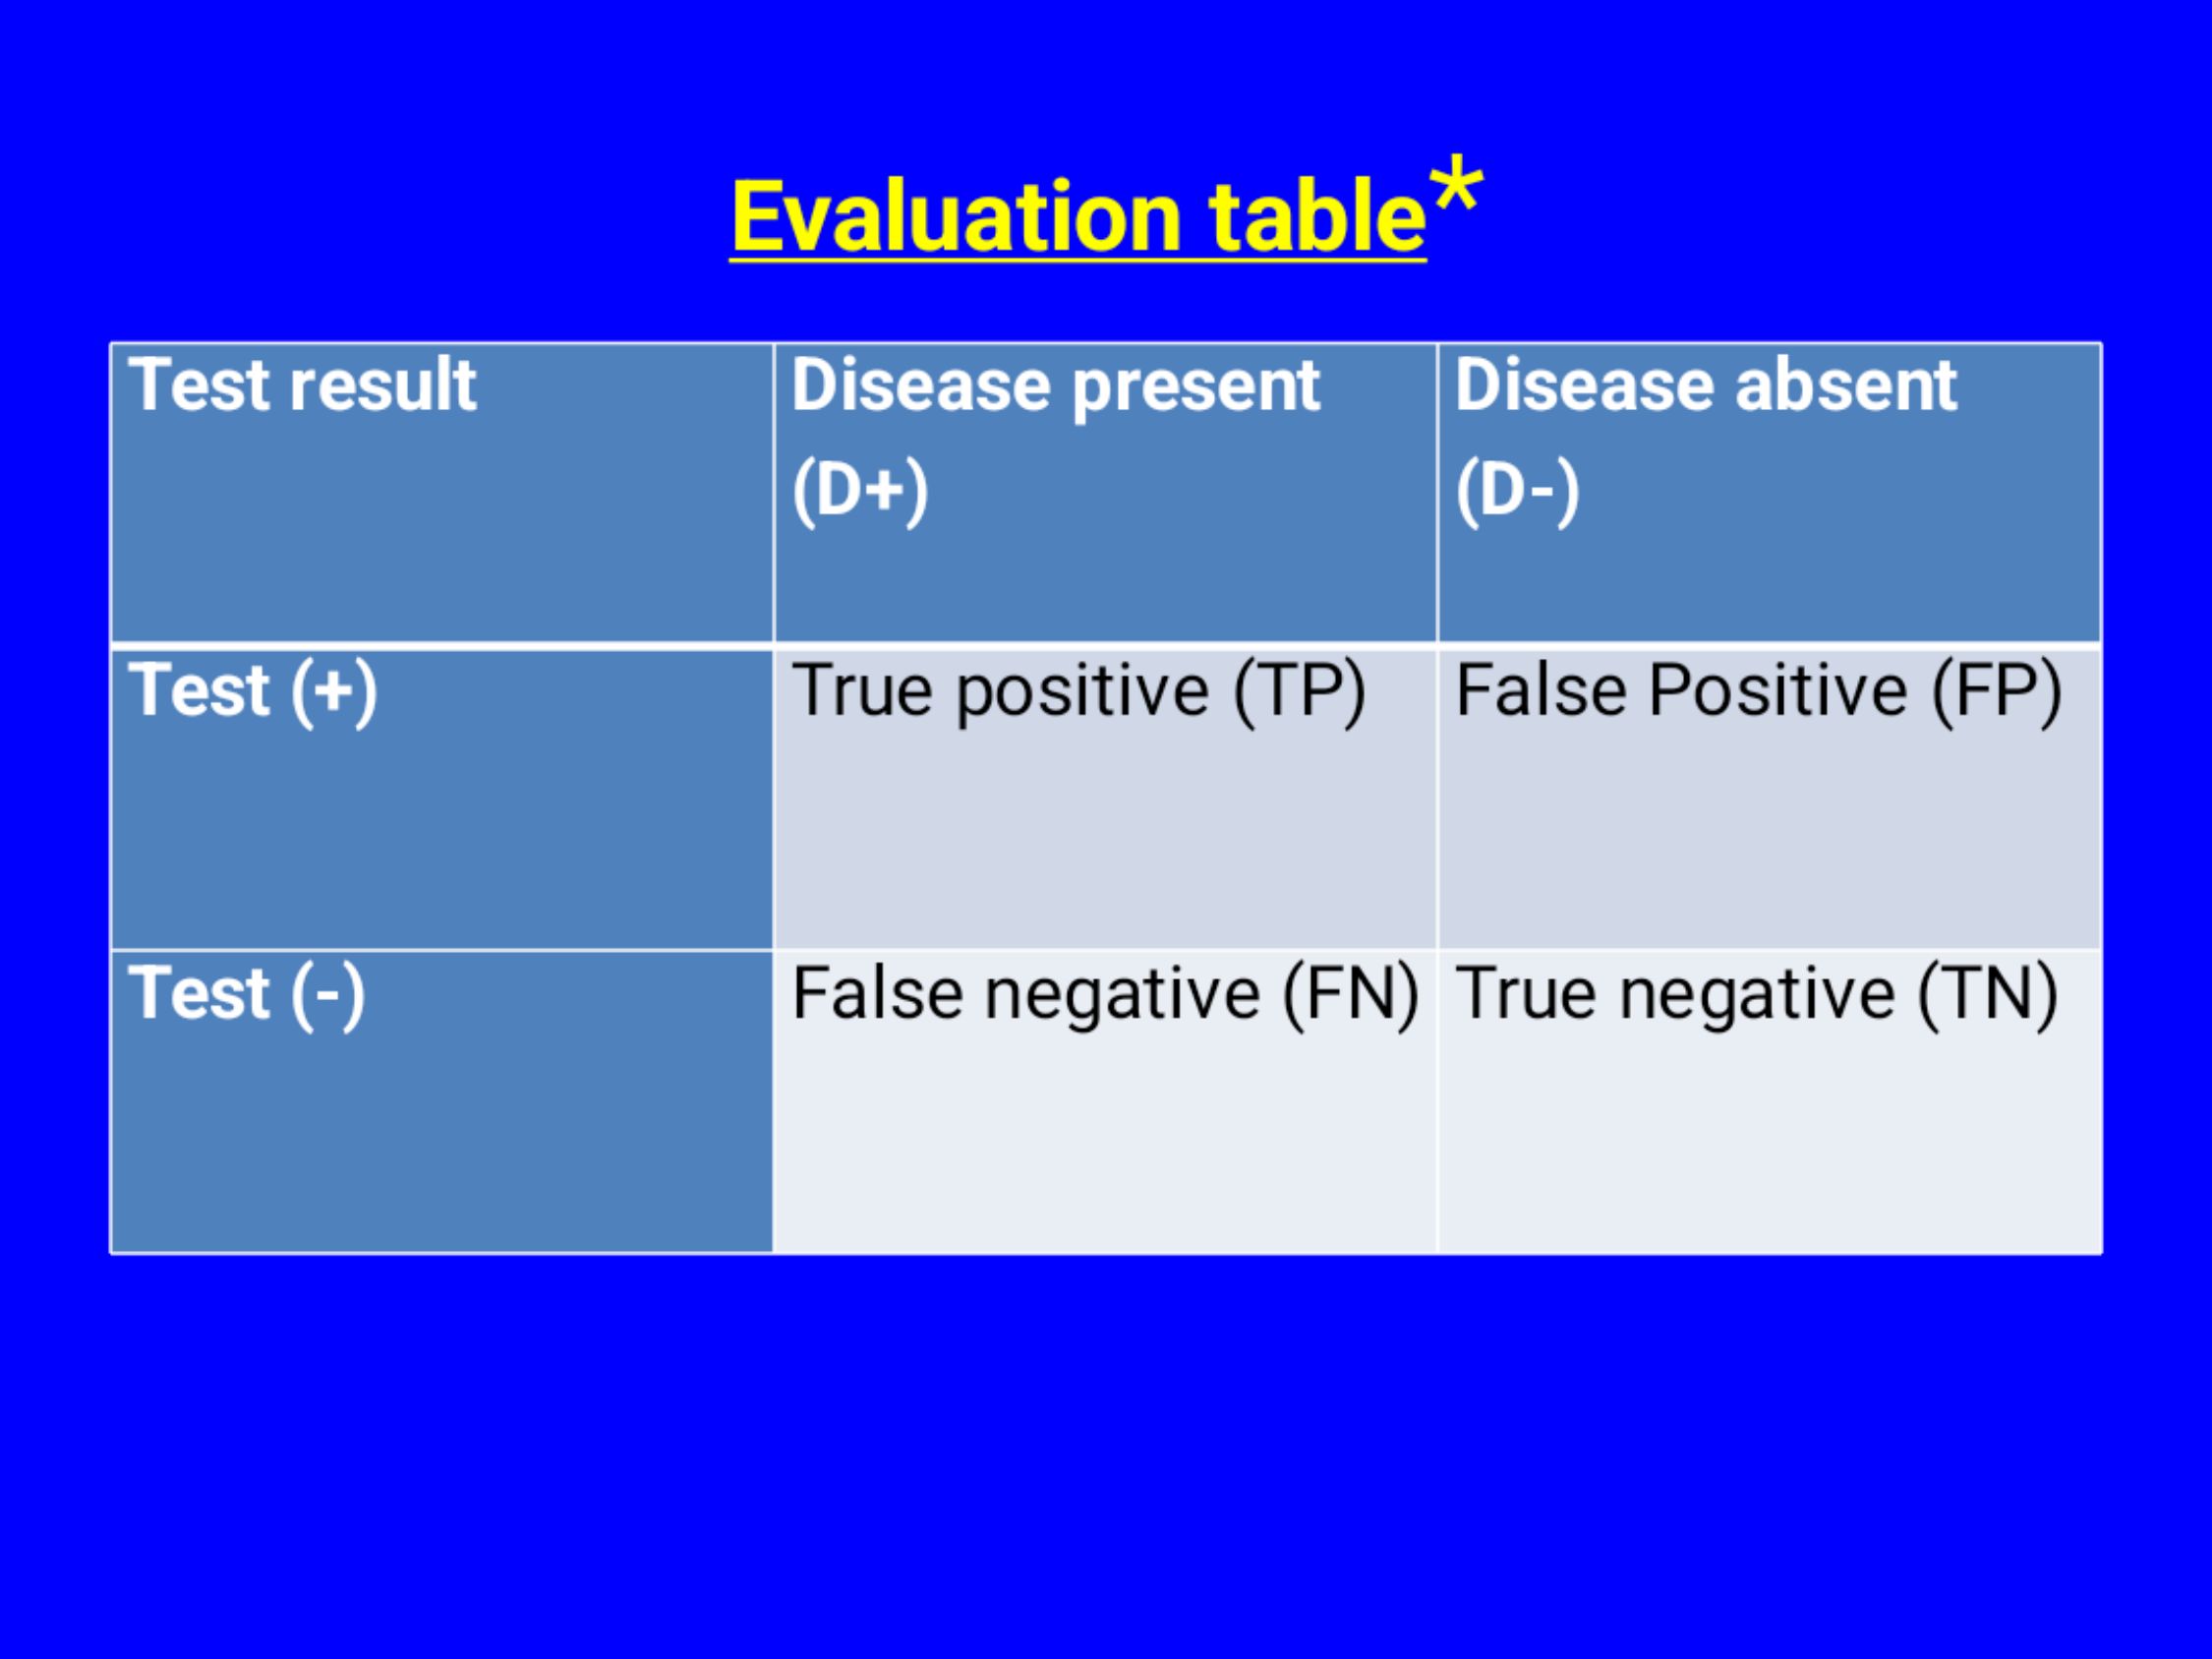 Evaluation table*
Test result
Disease present
(D+)
Disease absent
(D-)
Test (+)
True positive (TP)
False Positive (FP)
Test (-)
False negative (FN)
True negative (TN)